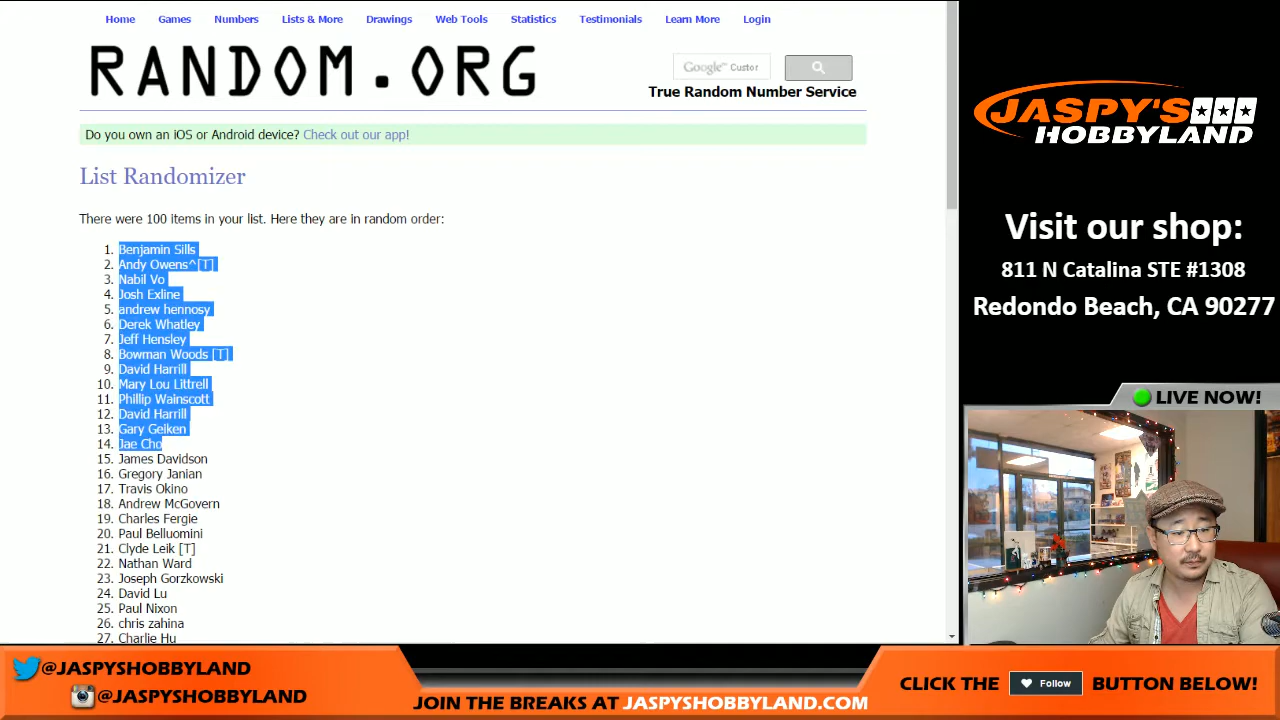 Home Games Numbers Lists & More Drawings Web Tools Statistics Testimonials Learn More Login
RANDOM.ORG
Google™ Custor
True Random Number Service
Do you own an iOS or Android device? Check out our app!
List Randomizer
There were 100 items in your list. Here they are in random order:
1. Benjamin Sills
2. Andy Owens^[T]
3. Nabil Vo
4. Josh Exline
5. andrew hennosy
6. Derek Whatley
7. Jeff Hensley
8. Bowman Woods [T]
9. David Harrill
10. Mary Lou Littrell
11. Phillip Wainscott
12. David Harrill
13. Gary Geiken
14. Jae Cho
15. James Davidson
16. Gregory Janian
17. Travis Okino
18. Andrew McGovern
19. Charles Fergie
20. Paul Belluomini
21. Clyde Leik [T]
22. Nathan Ward
23. Joseph Gorzkowski
24. David Lu
25. Paul Nixon
26. chris zahina
27. Charlie Hu
JASPY'S
HOBBYLAND
Visit our shop:
811 N Catalina STE #1308
Redondo Beach, CA 90277
LIVE NOW!
@JASPYSHOBBYLAND
@JASPYSHOBBYLAND
JOIN THE BREAKS AT JASPYSHOBBYLAND.COM
CLICK THE Follow BUTTON BELOW!